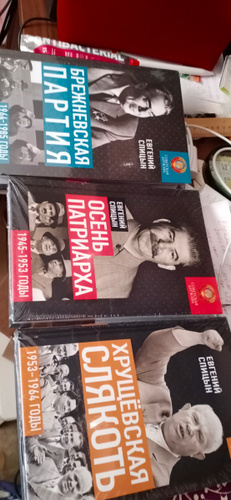 ANTIBACTERIAL
БРЕЖНЕВСКАЯ
ПАРТИЯ
1964-1985 ГОДЫ
ЕВГЕНИЙ
СПИЦЫН
ОСЕНЬ
ПАТРИАРХА
1945-1953 ГОДЫ
ЕВГЕНИЙ
СПИЦЫН
ХРУЩЁВСКАЯ
СЛЯКОТЬ
1953-1964 ГОДЫ
ЕВГЕНИЙ
СПИЦЫН